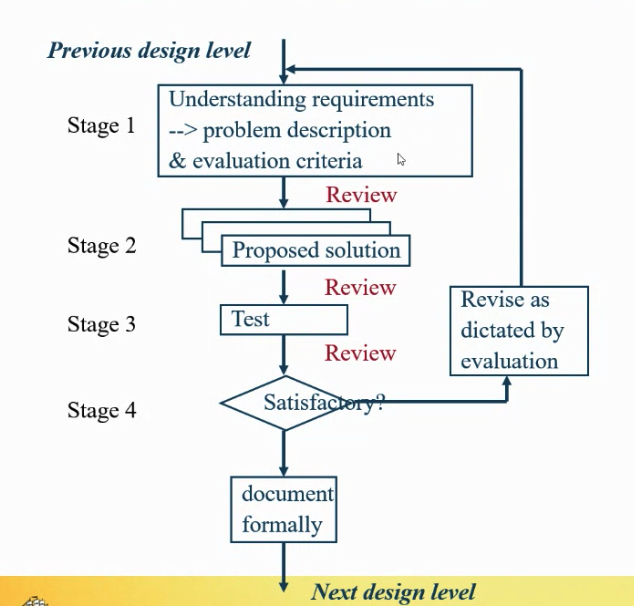 Previous design level
Stage 1
Understanding requirements
--> problem description
& evaluation criteria
Review
Stage 2
Proposed solution
Review
Stage 3
Test
Review
Revise as
dictated by
evaluation
Stage 4
Satisfactory?
document
formally
Next design level